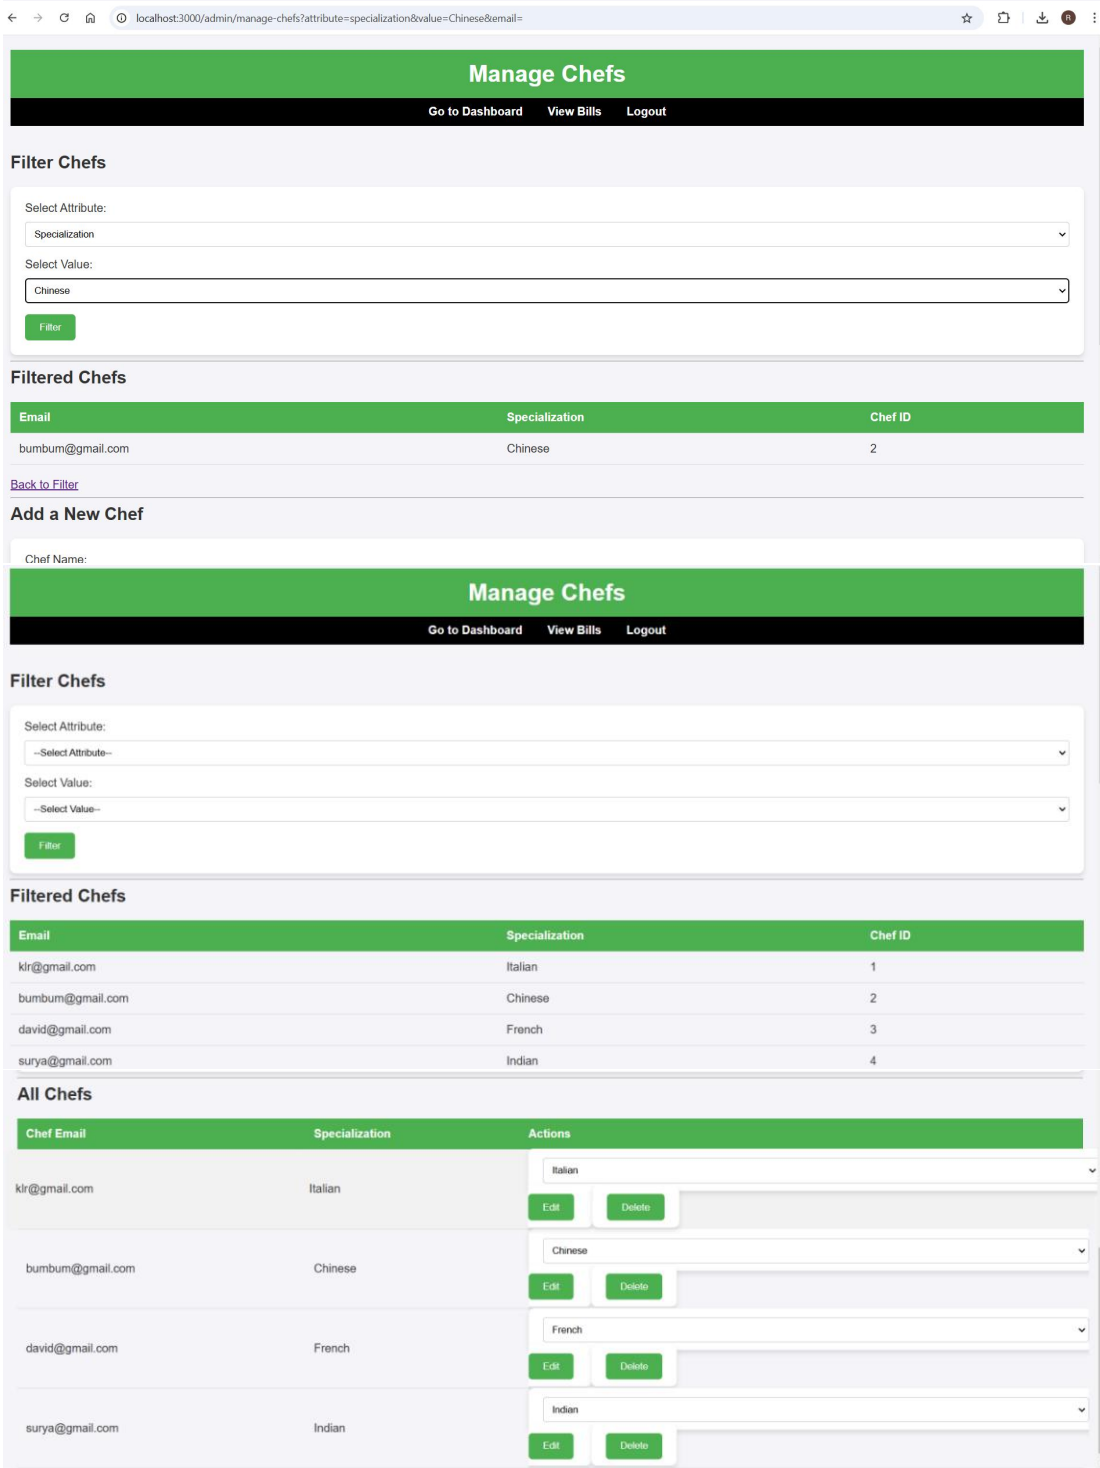 localhost:3000/admin/manage-chefs?attribute=specialization&value=Chinese&email=
R
Manage Chefs
Go to Dashboard View Bills Logout
Filter Chefs
Select Attribute:
Specialization
Select Value:
Chinese
Filter
Filtered Chefs
Email Specialization Chef ID
bumbum@gmail.com Chinese 2
Back to Filter
Add a New Chef
Chef Name:
Manage Chefs
Go to Dashboard View Bills Logout
Filter Chefs
Select Attribute:
--Select Attribute--
Select Value:
--Select Value--
Filter
Filtered Chefs
Email Specialization Chef ID
klr@gmail.com Italian 1
bumbum@gmail.com Chinese 2
david@gmail.com French 3
surya@gmail.com Indian 4
All Chefs
Chef Email Specialization Actions
Italian
klr@gmail.com Italian
Edit Delete
Chinese
bumbum@gmail.com Chinese
Edit Delete
French
david@gmail.com French
Edit Delete
Indian
surya@gmail.com Indian
Edit Delete